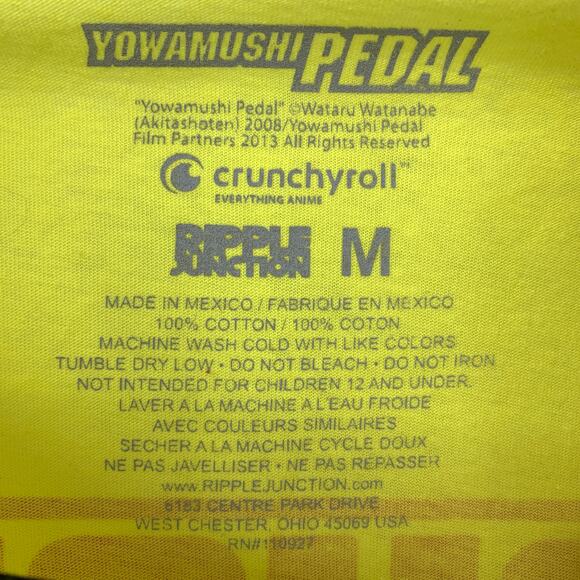 YOWAMUSHI PEDAL
"Yowamushi Pedal" ©Wataru Watanabe
(Akitashoten) 2008/Yowamushi Pedal
Film Partners 2013 All Rights Reserved
crunchyroll™
EVERYTHING ANIME
RIPPLE
JUNCTION M
MADE IN MEXICO / FABRIQUE EN MEXICO
100% COTTON / 100% COTON
MACHINE WASH COLD WITH LIKE COLORS
TUMBLE DRY LOW • DO NOT BLEACH • DO NOT IRON
NOT INTENDED FOR CHILDREN 12 AND UNDER.
LAVER A LA MACHINE A L'EAU FROIDE
AVEC COULEURS SIMILAIRES
SECHER A LA MACHINE CYCLE DOUX
NE PAS JAVELLISER • NE PAS REPASSER
www.RIPPLEJUNCTION.com
6183 CENTRE PARK DRIVE
WEST CHESTER, OHIO 45069 USA
RN#110927